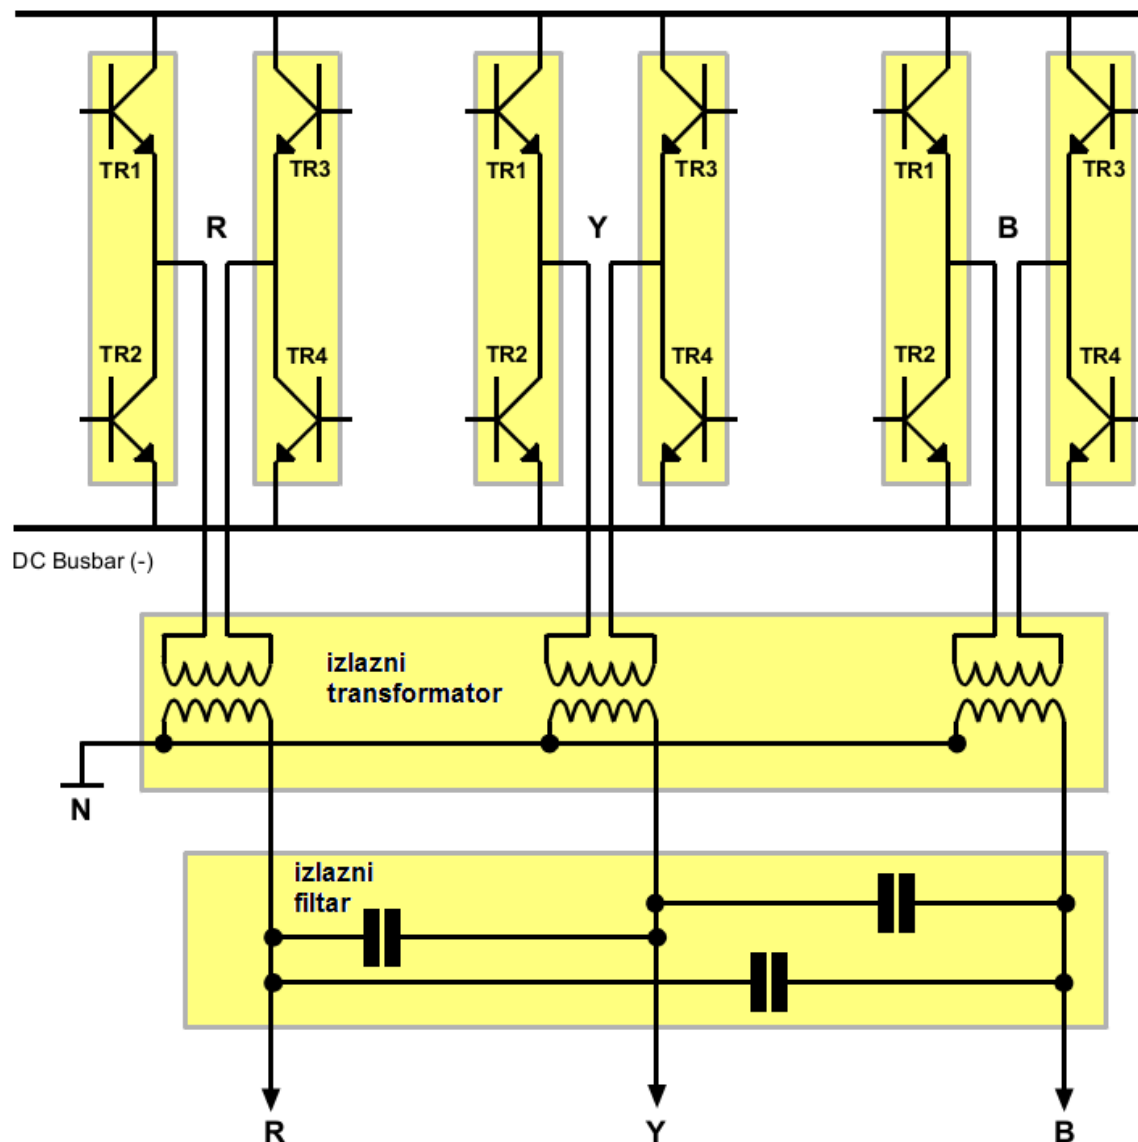 TR1
TR3
TR1
TR3
TR1
TR3
R
Y
B
TR2
TR4
TR2
TR4
TR2
TR4
DC Busbar (-)
izlazni
transformator
N
izlazni
filtar
R
Y
B